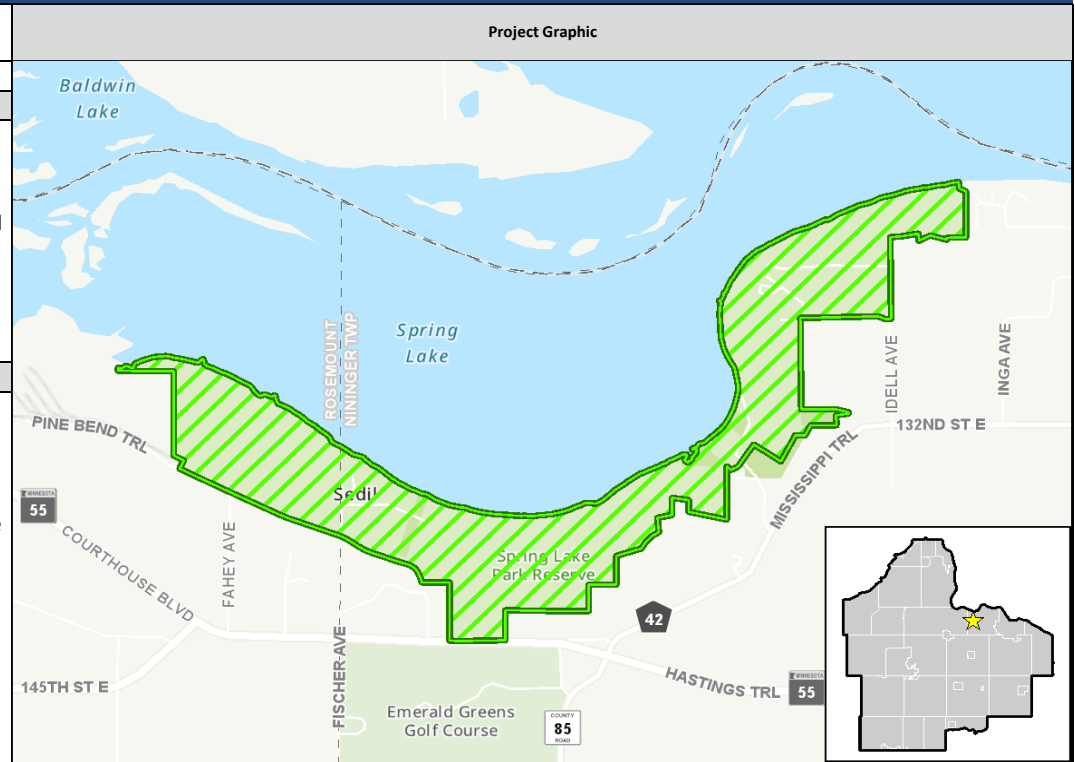 Project Graphic
Baldwin
Lake
Spring
Lake
ROSEMOUNT
NININGER TWP
PINE BEND TRL
MINNESOTA
55
COURTHOUSE BLVD
FAHEY AVE
Sedil
Spring Lake
Park Reserve
IDELL AVE
INGA AVE
132ND ST E
MISSISSIPPI TRL
42
HASTINGS TRL
MINNESOTA
55
145TH ST E
FISCHER AVE
Emerald Greens
Golf Course
COUNTY
85
ROAD